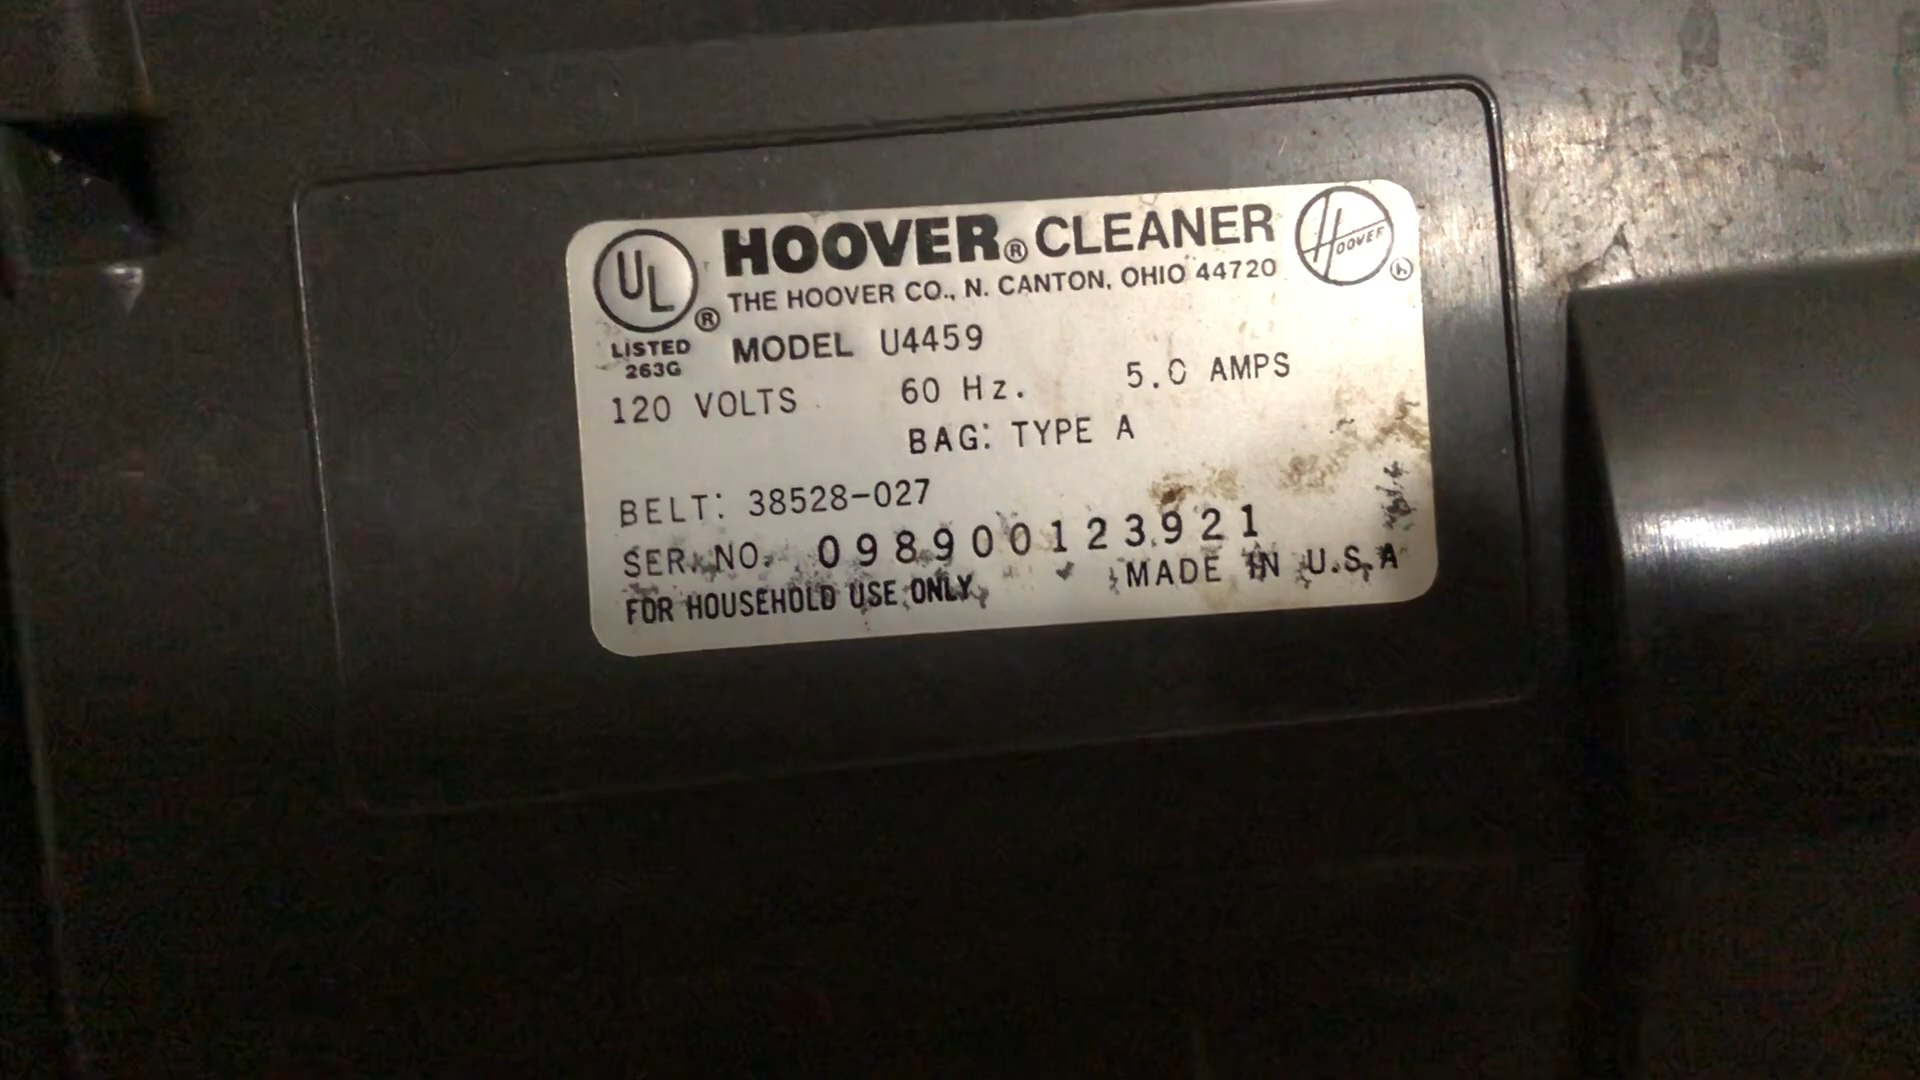 UL ® HOOVER® CLEANER HOOVER ®
THE HOOVER CO., N. CANTON, OHIO 44720
LISTED
263G
MODEL U4459
120 VOLTS 60 Hz. 5.0 AMPS
BAG: TYPE A
BELT: 38528-027
SER. NO. 098900123921
FOR HOUSEHOLD USE ONLY MADE IN U.S.A